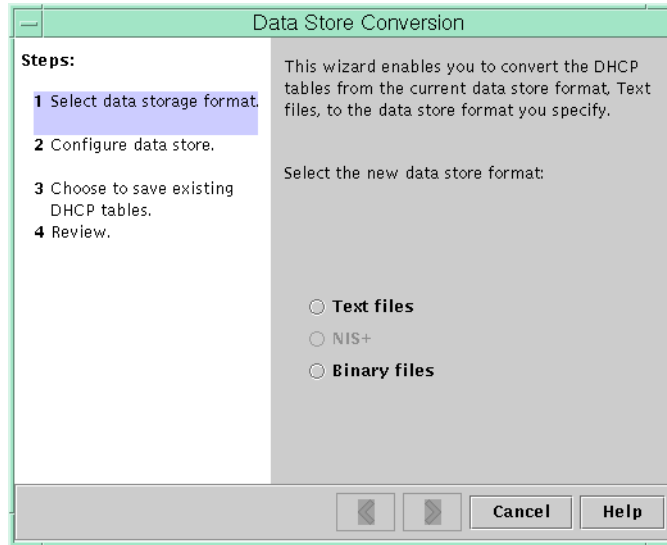 Data Store Conversion
Steps:
1 Select data storage format.
2 Configure data store.
3 Choose to save existing
DHCP tables.
4 Review.
This wizard enables you to convert the DHCP
tables from the current data store format, Text
files, to the data store format you specify.
Select the new data store format:
Text files
NIS+
Binary files
Cancel
Help